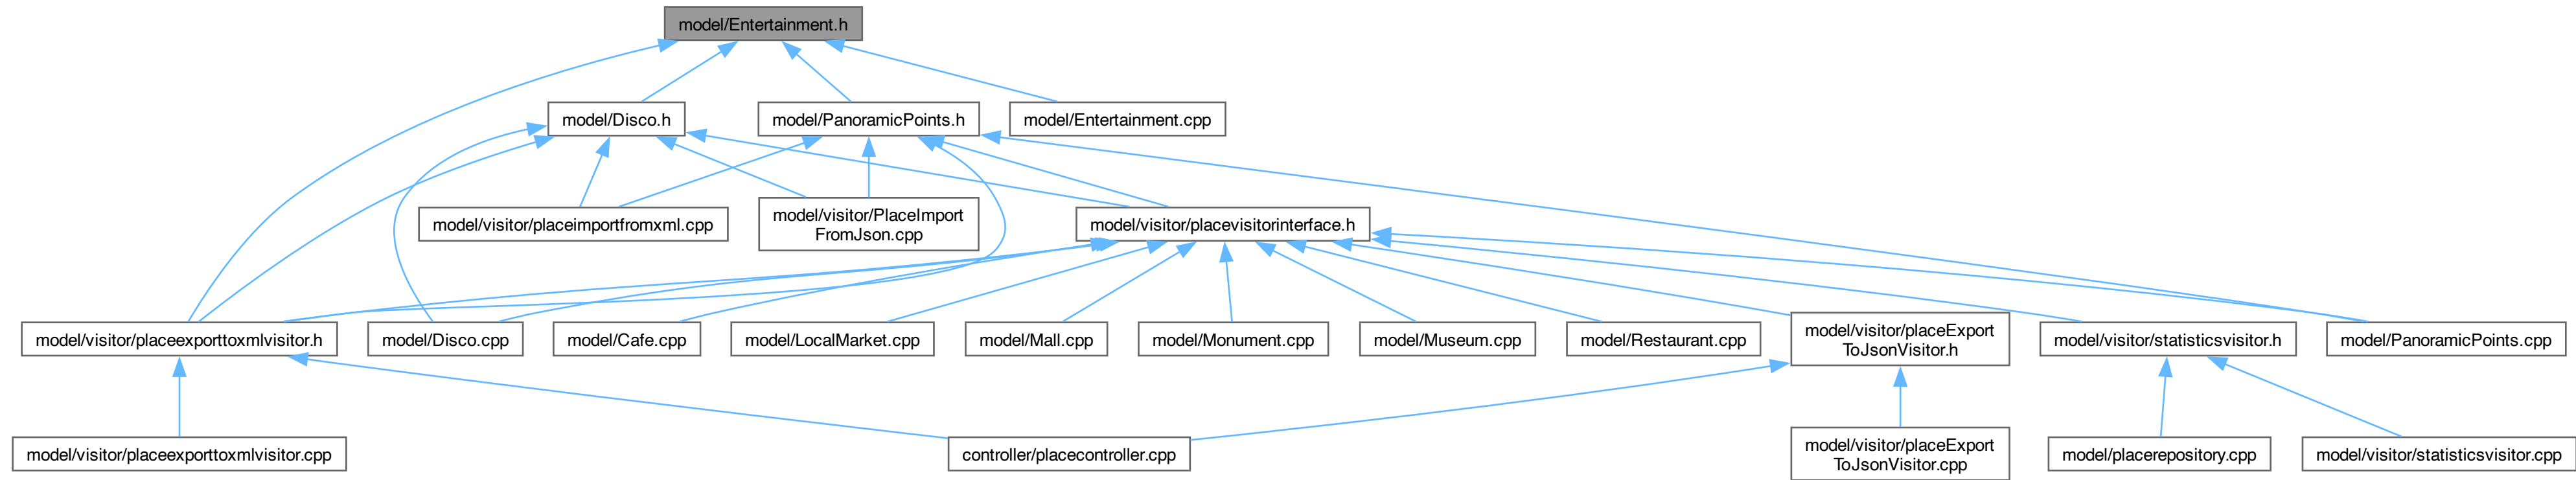 model/Entertainment.h
model/Disco.h
model/PanoramicPoints.h
model/Entertainment.cpp
model/visitor/placeimportfromxml.cpp
model/visitor/PlaceImport
FromJson.cpp
model/visitor/placevisitorinterface.h
model/visitor/placeexporttoxmlvisitor.h
model/Disco.cpp
model/Cafe.cpp
model/LocalMarket.cpp
model/Mall.cpp
model/Monument.cpp
model/Museum.cpp
model/Restaurant.cpp
model/visitor/placeExport
ToJsonVisitor.h
model/visitor/statisticsvisitor.h
model/PanoramicPoints.cpp
model/visitor/placeexporttoxmlvisitor.cpp
controller/placecontroller.cpp
model/visitor/placeExport
ToJsonVisitor.cpp
model/placerepository.cpp
model/visitor/statisticsvisitor.cpp